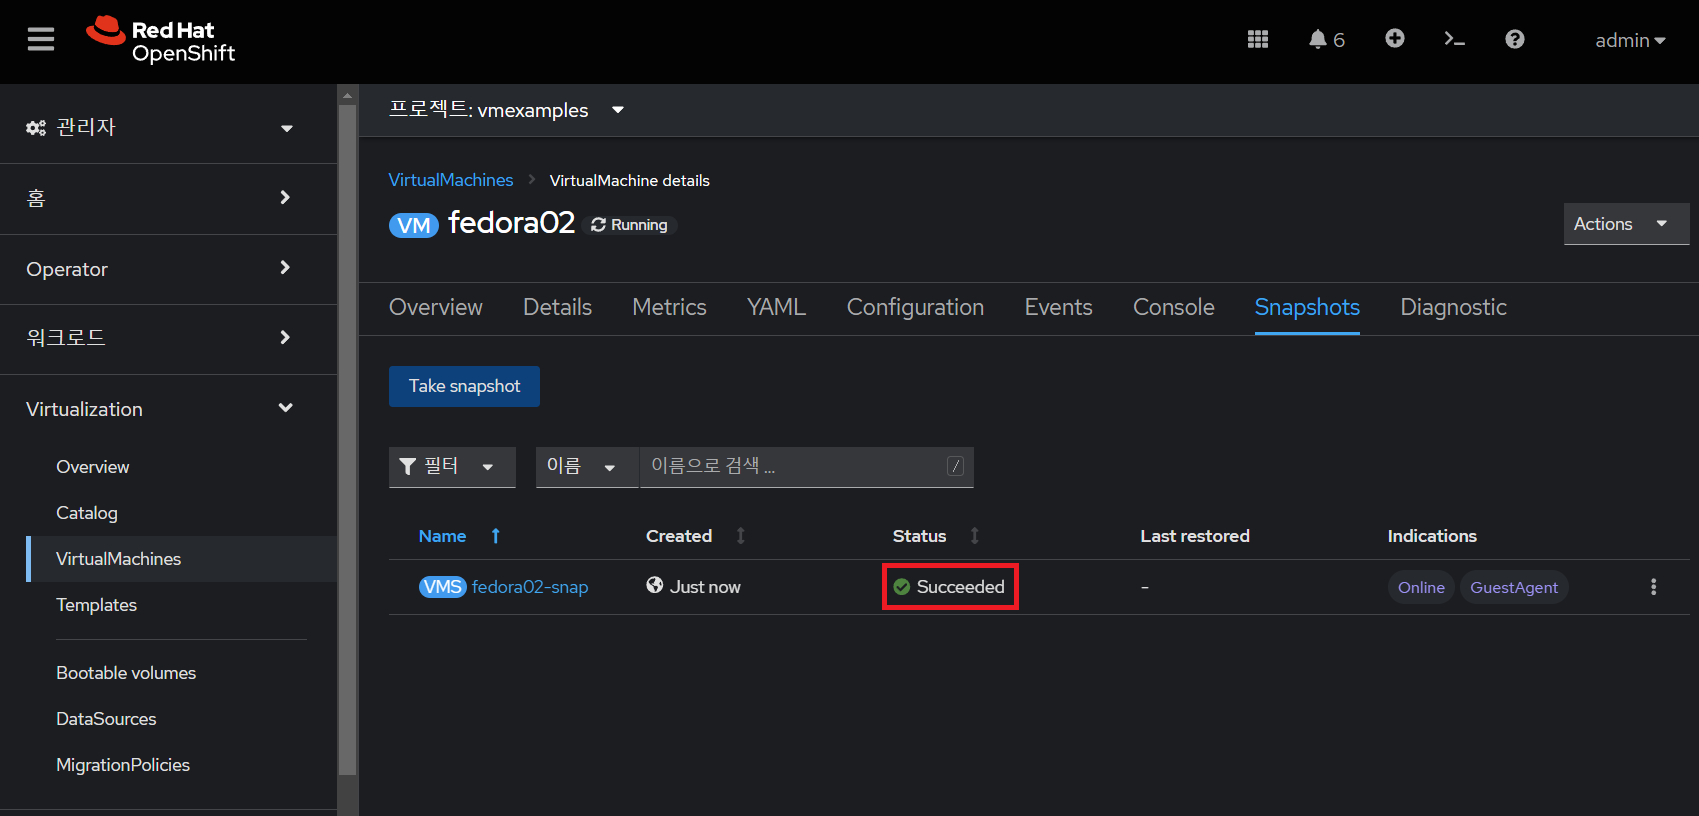 Red Hat
OpenShift
6
admin
관리자
홈
Operator
워크로드
Virtualization
Overview
Catalog
VirtualMachines
Templates
Bootable volumes
DataSources
MigrationPolicies
프로젝트: vmexamples
VirtualMachines VirtualMachine details
VM fedora02 Running
Actions
Overview Details Metrics YAML Configuration Events Console Snapshots Diagnostic
Take snapshot
필터 이름 이름으로 검색 ... /
Name Created Status Last restored Indications
VMS fedora02-snap Just now Succeeded - Online GuestAgent